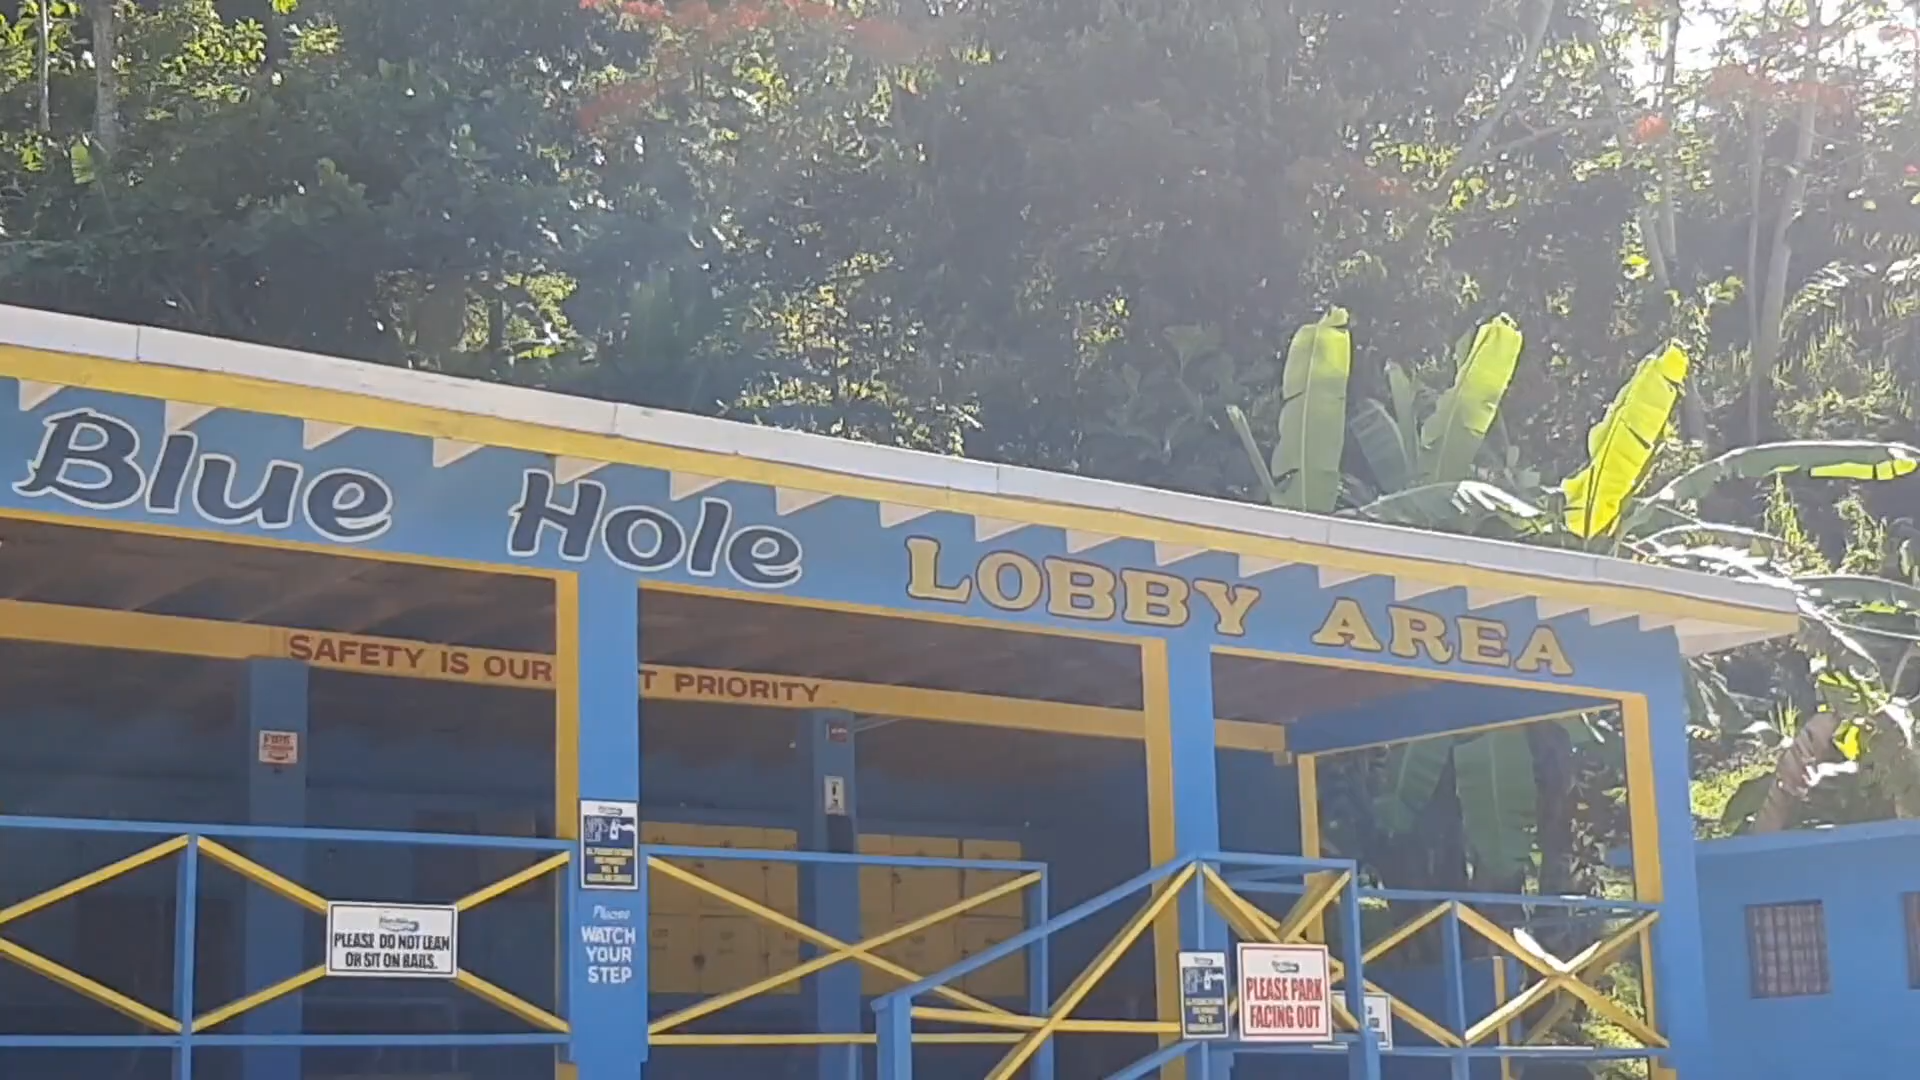 Blue Hole LOBBY AREA
SAFETY IS OUR T PRIORITY
FIRE
PLEASE DO NOT LEAN
OR SIT ON RAILS.
Please
WATCH
YOUR
STEP
PLEASE PARK
FACING OUT